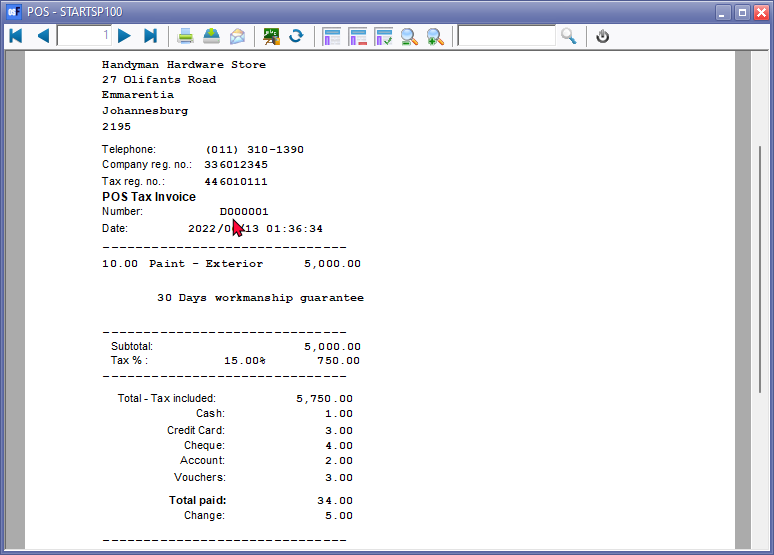 POS - STARTSP100
1
Handyman Hardware Store
27 Olifants Road
Emmarentia
Johannesburg
2195
Telephone: (011) 310-1390
Company reg. no.: 336012345
Tax reg. no.: 446010111
POS Tax Invoice
Number: D000001
Date: 2022/0 13 01:36:34
-----------------------------
10.00 Paint - Exterior 5,000.00
30 Days workmanship guarantee
-----------------------------
Subtotal: 5,000.00
Tax % : 15.00% 750.00
-----------------------------
Total - Tax included: 5,750.00
Cash: 1.00
Credit Card: 3.00
Cheque: 4.00
Account: 2.00
Vouchers: 3.00
Total paid: 34.00
Change: 5.00
-----------------------------